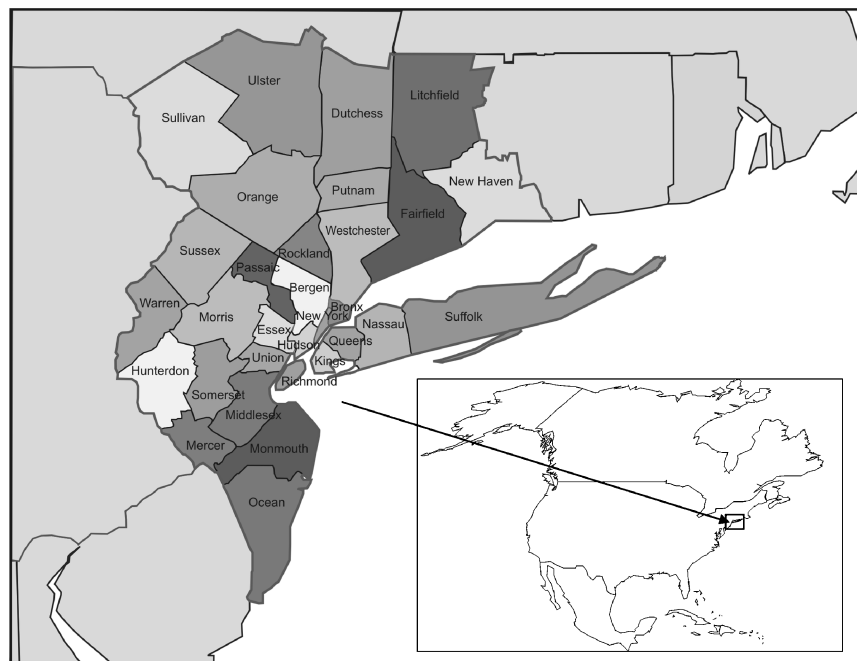 Ulster
Litchfield
Sullivan
Dutchess
New Haven
Putnam
Orange
Fairfield
Westchester
Sussex
Rockland
Passaic
Bergen
Warren
Bronx
New York
Morris
Suffolk
Nassau
Essex
Queens
Hudson
Union
Kings
Hunterdon
Richmond
Somerset
Middlesex
Mercer
Monmouth
Ocean